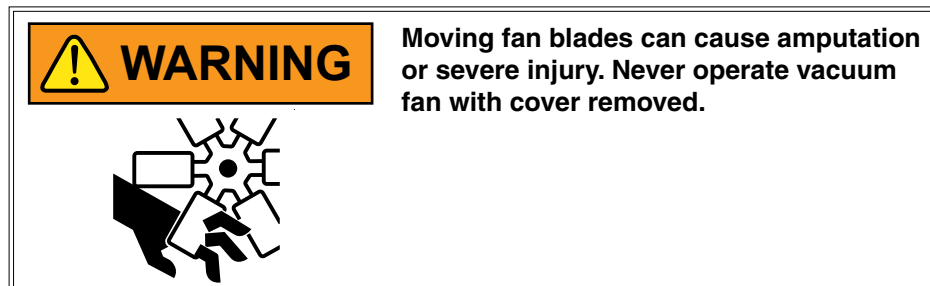 WARNING
Moving fan blades can cause amputation
or severe injury. Never operate vacuum
fan with cover removed.